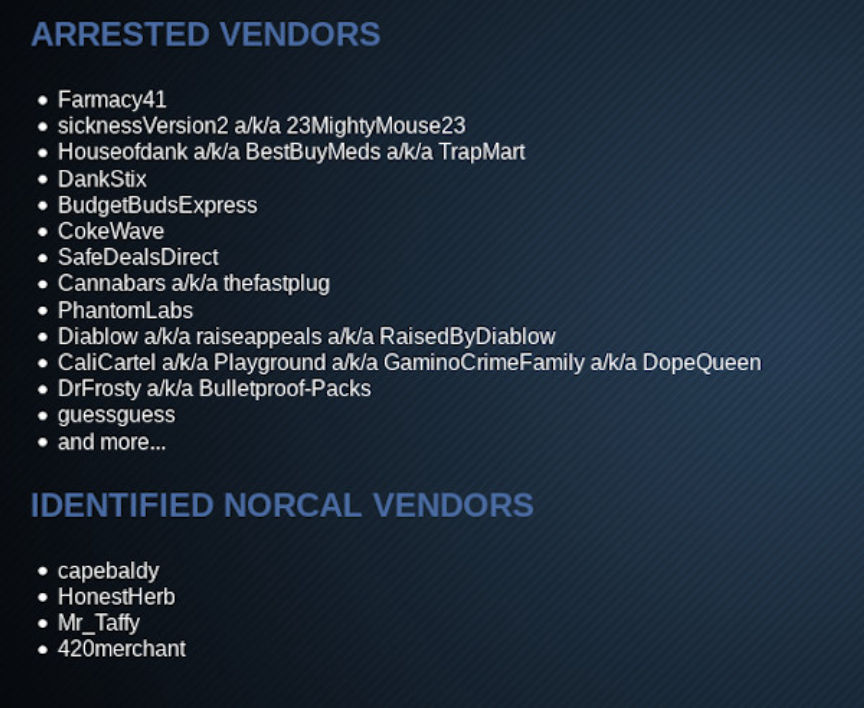 ARRESTED VENDORS
Farmacy41
sicknessVersion2 a/k/a 23MightyMouse23
Houseofdank a/k/a BestBuyMeds a/k/a TrapMart
DankStix
BudgetBudsExpress
CokeWave
SafeDealsDirect
Cannabars a/k/a thefastplug
PhantomLabs
Diablow a/k/a raiseappeals a/k/a RaisedByDiablow
CaliCartel a/k/a Playground a/k/a GaminoCrimeFamily a/k/a DopeQueen
DrFrosty a/k/a Bulletproof-Packs
guessguess
and more...
IDENTIFIED NORCAL VENDORS
capebaldy
HonestHerb
Mr_Taffy
420merchant